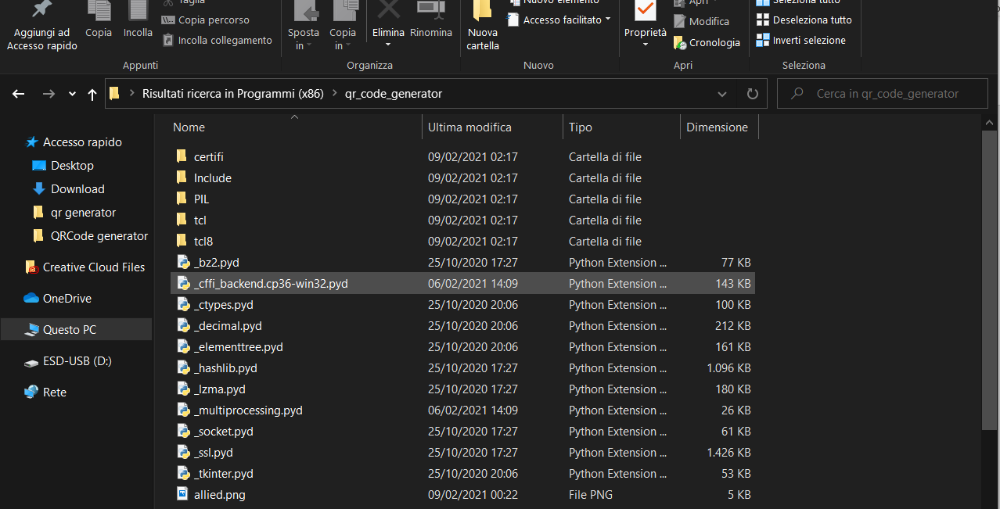 Taglia
Nuovo elemento
Apri
Seleziona tutto
Aggiungi ad
Accesso rapido
Copia
Incolla
Copia percorso
Incolla collegamento
Sposta
in
Copia
in
Elimina
Rinomina
Nuova
cartella
Accesso facilitato
Proprietà
Modifica
Cronologia
Deseleziona tutto
Inverti selezione
Appunti
Organizza
Nuovo
Apri
Seleziona
Risultati ricerca in Programmi (x86) > qr_code_generator
Cerca in qr_code_generator
Accesso rapido
Desktop
Download
qr generator
QRCode generator
Creative Cloud Files
OneDrive
Questo PC
ESD-USB (D:)
Rete
Nome Ultima modifica Tipo Dimensione
certifi 09/02/2021 02:17 Cartella di file
Include 09/02/2021 02:17 Cartella di file
PIL 09/02/2021 02:17 Cartella di file
tcl 09/02/2021 02:17 Cartella di file
tcl8 09/02/2021 02:17 Cartella di file
_bz2.pyd 25/10/2020 17:27 Python Extension ... 77 KB
_cffi_backend.cp36-win32.pyd 06/02/2021 14:09 Python Extension ... 143 KB
_ctypes.pyd 25/10/2020 20:06 Python Extension ... 100 KB
_decimal.pyd 25/10/2020 20:06 Python Extension ... 212 KB
_elementtree.pyd 25/10/2020 20:06 Python Extension ... 161 KB
_hashlib.pyd 25/10/2020 17:27 Python Extension ... 1.096 KB
_lzma.pyd 25/10/2020 17:27 Python Extension ... 180 KB
_multiprocessing.pyd 06/02/2021 14:09 Python Extension ... 26 KB
_socket.pyd 25/10/2020 17:27 Python Extension ... 61 KB
_ssl.pyd 25/10/2020 17:27 Python Extension ... 1.426 KB
_tkinter.pyd 25/10/2020 20:06 Python Extension ... 53 KB
allied.png 09/02/2021 00:22 File PNG 5 KB